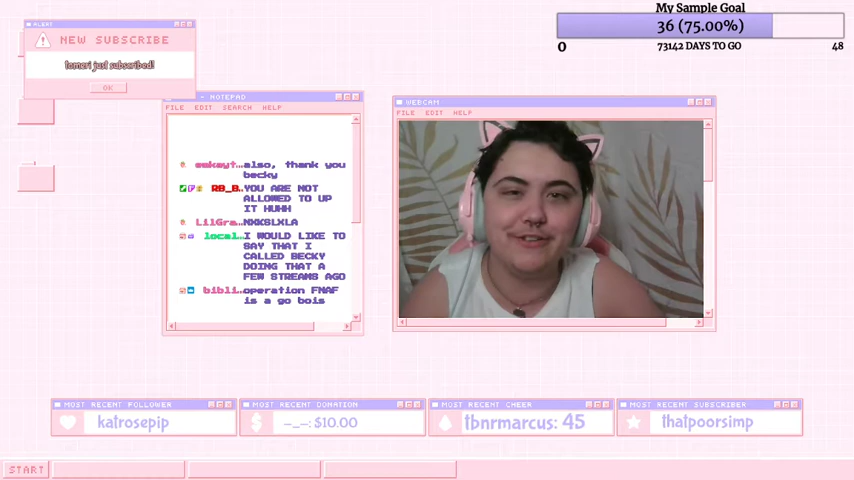 ALERT
NEW SUBSCRIBE
tameri just subscribed!
OK
My Sample Goal
36 (75.00%)
0
73142 DAYS TO GO
48
- NOTEPAD
FILE EDIT SEARCH HELP
also, thank you
becky
RB_B.. YOU ARE NOT
ALLOWED TO UP
IT HUHH
LilGra.. NKKSLXLA
local.. I WOULD LIKE TO
SAY THAT I
CALLED BECKY
DOING THAT A
FEW STREAMS AGO
bibli.. operation FNAF
is a go bois
WEBCAM
FILE EDIT HELP
MOST RECENT FOLLOWER
katrosepip
MOST RECENT DONATION
$
-_-: $10.00
MOST RECENT CHEER
tbnrmarcus: 45
MOST RECENT SUBSCRIBER
thatpoorsimp
START